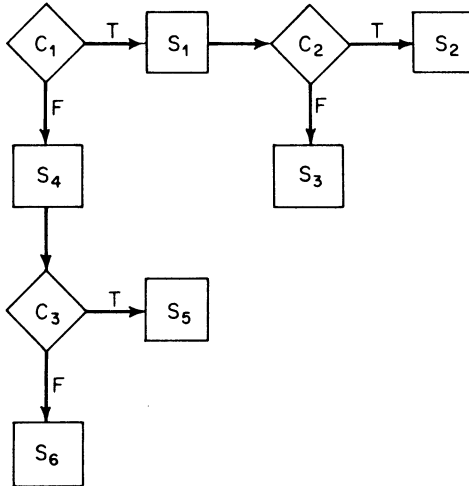 C₁ T S₁ C₂ T S₂
F F
S₄ S₃
C₃ T S₅
F
S₆